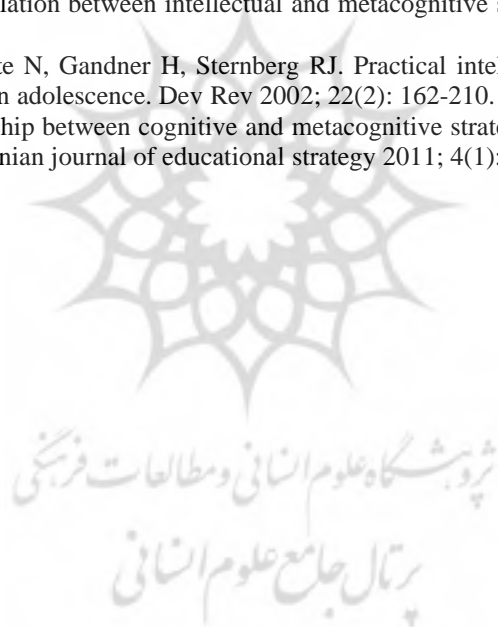 lation between intellectual and metacognitive s
te N, Gandner H, Sternberg RJ. Practical intel
n adolescence. Dev Rev 2002; 22(2): 162-210.
ship between cognitive and metacognitive strate
nian journal of educational strategy 2011; 4(1):
پژوهشگاه علوم انسانی و مطالعات فرهنگی
پرتال جامع علوم انسانی